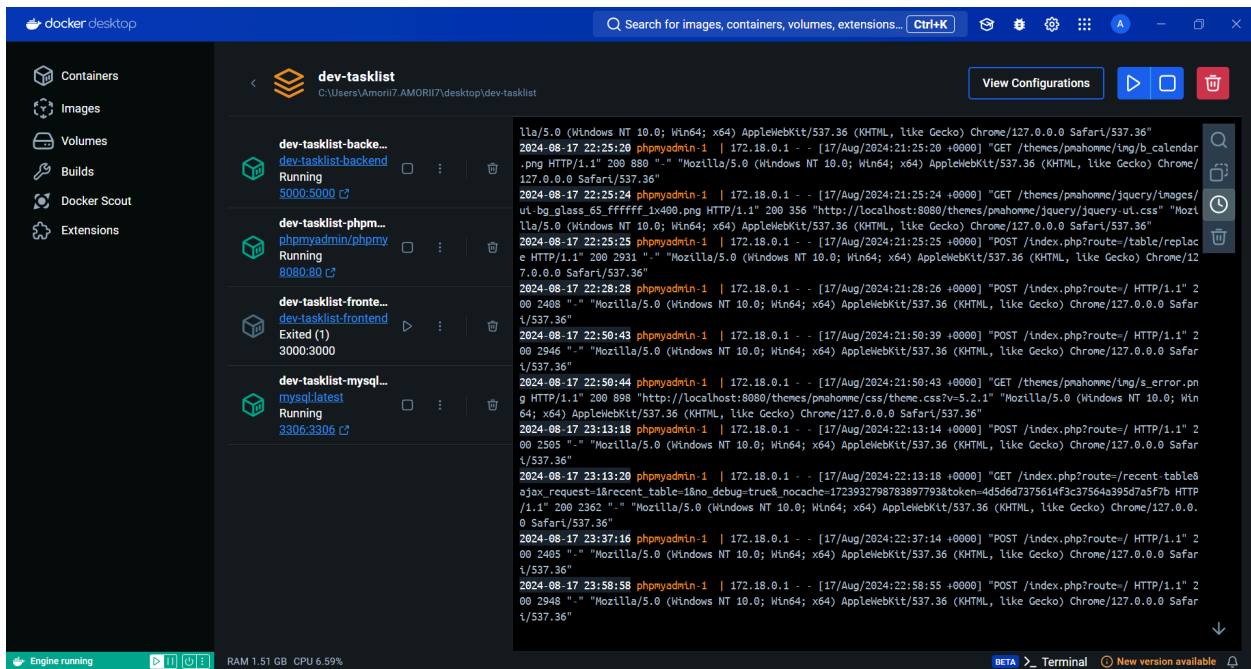 docker desktop
Search for images, containers, volumes, extensions...
Ctrl+K
A
Containers
Images
Volumes
Builds
Docker Scout
Extensions
dev-tasklist
C:\Users\Amorii7.AMORII7\desktop\dev-tasklist
View Configurations
dev-tasklist-backe...
dev-tasklist-backend
Running
5000:5000
dev-tasklist-phpm...
phpmyadmin/phpmy
Running
8080:80
dev-tasklist-fronte...
dev-tasklist-frontend
Exited (1)
3000:3000
dev-tasklist-mysql...
mysql:latest
Running
3306:3306
lla/5.0 (Windows NT 10.0; Win64; x64) AppleWebKit/537.36 (KHTML, like Gecko) Chrome/127.0.0.0 Safari/537.36"
2024-08-17 22:25:20 phpmyadmin-1 | 172.18.0.1 - - [17/Aug/2024:21:25:20 +0000] "GET /themes/pmahomme/img/b_calendar
.png HTTP/1.1" 200 880 "-" "Mozilla/5.0 (Windows NT 10.0; Win64; x64) AppleWebKit/537.36 (KHTML, like Gecko) Chrome/
127.0.0.0 Safari/537.36"
2024-08-17 22:25:24 phpmyadmin-1 | 172.18.0.1 - - [17/Aug/2024:21:25:24 +0000] "GET /themes/pmahomme/jquery/images/
ui-bg_glass_65_ffffff_1x400.png HTTP/1.1" 200 356 "http://localhost:8080/themes/pmahomme/jquery/jquery-ui.css" "Mozi
lla/5.0 (Windows NT 10.0; Win64; x64) AppleWebKit/537.36 (KHTML, like Gecko) Chrome/127.0.0.0 Safari/537.36"
2024-08-17 22:25:25 phpmyadmin-1 | 172.18.0.1 - - [17/Aug/2024:21:25:25 +0000] "POST /index.php?route=/table/replac
e HTTP/1.1" 200 2931 "-" "Mozilla/5.0 (Windows NT 10.0; Win64; x64) AppleWebKit/537.36 (KHTML, like Gecko) Chrome/12
7.0.0.0 Safari/537.36"
2024-08-17 22:28:28 phpmyadmin-1 | 172.18.0.1 - - [17/Aug/2024:21:28:26 +0000] "POST /index.php?route=/ HTTP/1.1" 2
00 2408 "-" "Mozilla/5.0 (Windows NT 10.0; Win64; x64) AppleWebKit/537.36 (KHTML, like Gecko) Chrome/127.0.0.0 Safar
i/537.36"
2024-08-17 22:50:43 phpmyadmin-1 | 172.18.0.1 - - [17/Aug/2024:21:50:39 +0000] "POST /index.php?route=/ HTTP/1.1" 2
00 2946 "-" "Mozilla/5.0 (Windows NT 10.0; Win64; x64) AppleWebKit/537.36 (KHTML, like Gecko) Chrome/127.0.0.0 Safar
i/537.36"
2024-08-17 22:50:44 phpmyadmin-1 | 172.18.0.1 - - [17/Aug/2024:21:50:43 +0000] "GET /themes/pmahomme/img/s_error.pn
g HTTP/1.1" 200 898 "http://localhost:8080/themes/pmahomme/css/theme.css?v=5.2.1" "Mozilla/5.0 (Windows NT 10.0; Win
64; x64) AppleWebKit/537.36 (KHTML, like Gecko) Chrome/127.0.0.0 Safari/537.36"
2024-08-17 23:13:18 phpmyadmin-1 | 172.18.0.1 - - [17/Aug/2024:22:13:14 +0000] "POST /index.php?route=/ HTTP/1.1" 2
00 2505 "-" "Mozilla/5.0 (Windows NT 10.0; Win64; x64) AppleWebKit/537.36 (KHTML, like Gecko) Chrome/127.0.0.0 Safar
i/537.36"
2024-08-17 23:13:20 phpmyadmin-1 | 172.18.0.1 - - [17/Aug/2024:22:13:18 +0000] "GET /index.php?route=/recent-table&
ajax_request=1&recent_table=1&no_debug=true&_nocache=1723932798783897793&token=4d5d6d7375614f3c37564a395d7a5f7b HTTP
/1.1" 200 2362 "-" "Mozilla/5.0 (Windows NT 10.0; Win64; x64) AppleWebKit/537.36 (KHTML, like Gecko) Chrome/127.0.0.
0 Safari/537.36"
2024-08-17 23:37:16 phpmyadmin-1 | 172.18.0.1 - - [17/Aug/2024:22:37:14 +0000] "POST /index.php?route=/ HTTP/1.1" 2
00 2405 "-" "Mozilla/5.0 (Windows NT 10.0; Win64; x64) AppleWebKit/537.36 (KHTML, like Gecko) Chrome/127.0.0.0 Safar
i/537.36"
2024-08-17 23:58:58 phpmyadmin-1 | 172.18.0.1 - - [17/Aug/2024:22:58:55 +0000] "POST /index.php?route=/ HTTP/1.1" 2
00 2948 "-" "Mozilla/5.0 (Windows NT 10.0; Win64; x64) AppleWebKit/537.36 (KHTML, like Gecko) Chrome/127.0.0.0 Safar
i/537.36"
Engine running
RAM 1.51 GB CPU 6.59%
BETA
Terminal
New version available